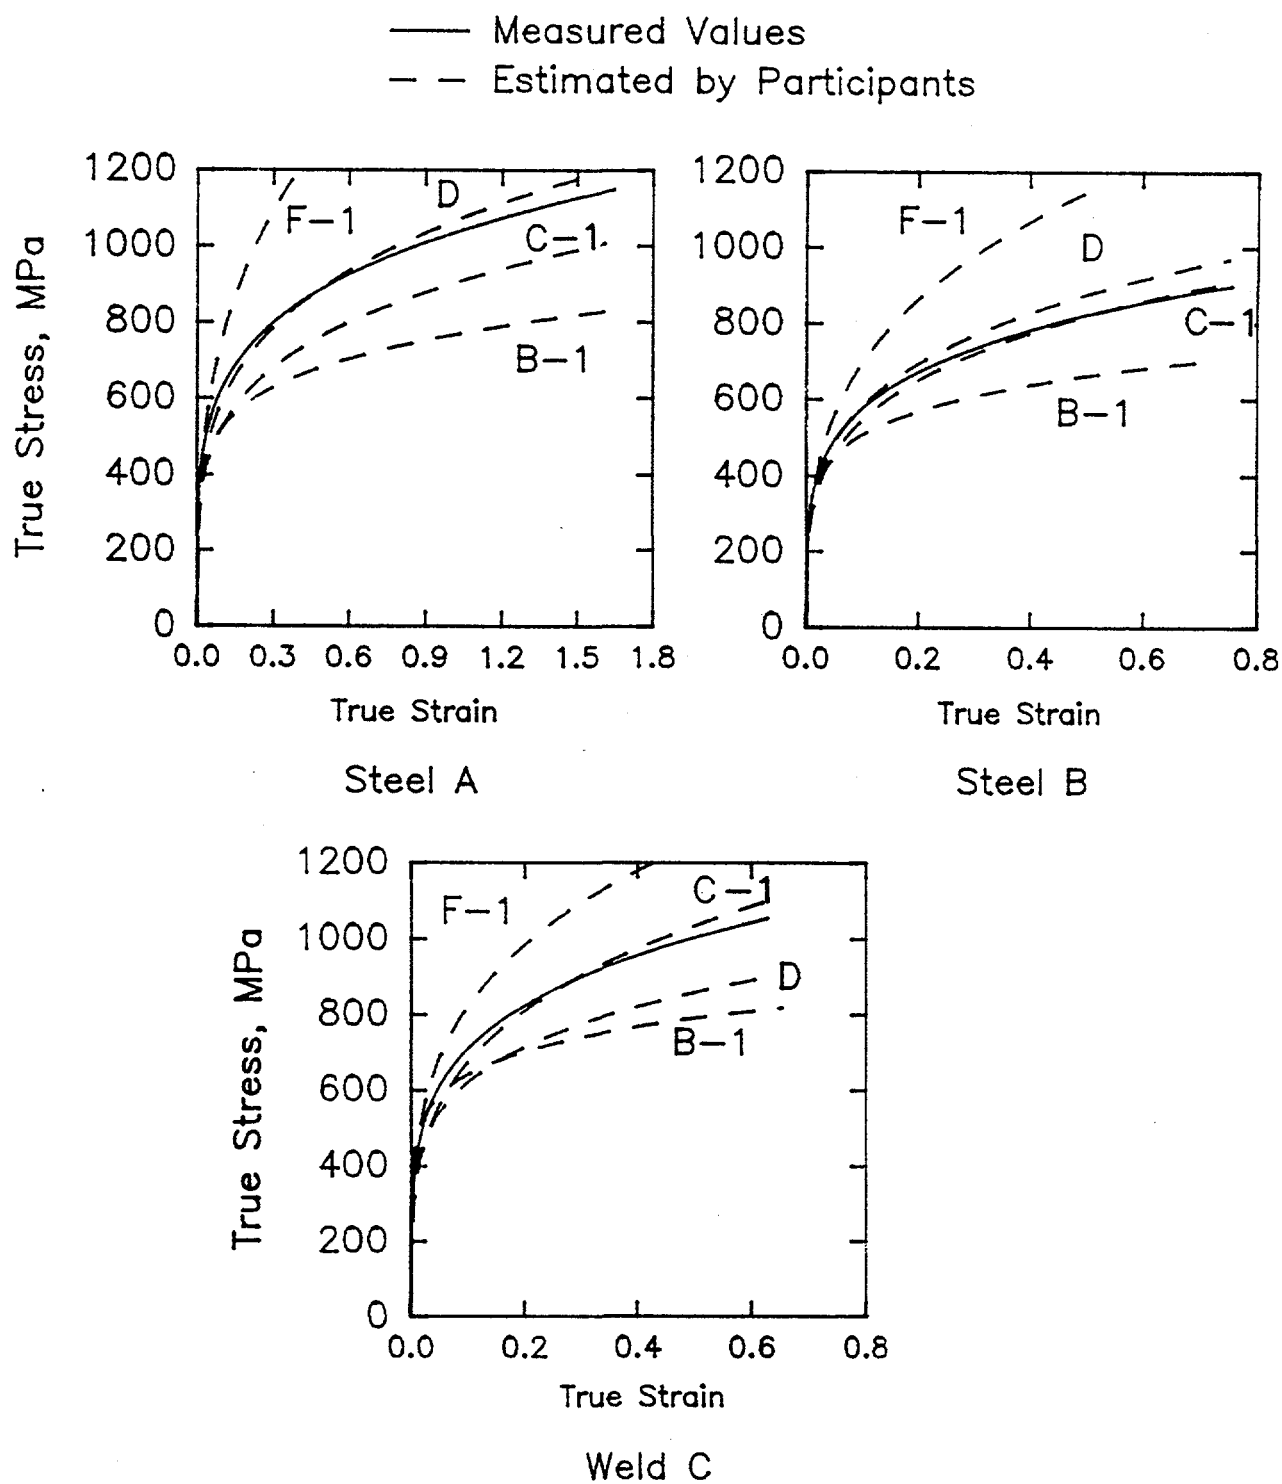 Measured Values
Estimated by Participants
1200
1000
800
600
400
200
0
True Stress, MPa
F-1
D
C-1
B-1
0.0 0.3 0.6 0.9 1.2 1.5 1.8
True Strain
Steel A
1200
1000
800
600
400
200
0
F-1
D
C-1
B-1
0.0 0.2 0.4 0.6 0.8
True Strain
Steel B
1200
1000
800
600
400
200
0
True Stress, MPa
F-1
C-1
D
B-1
0.0 0.2 0.4 0.6 0.8
True Strain
Weld C